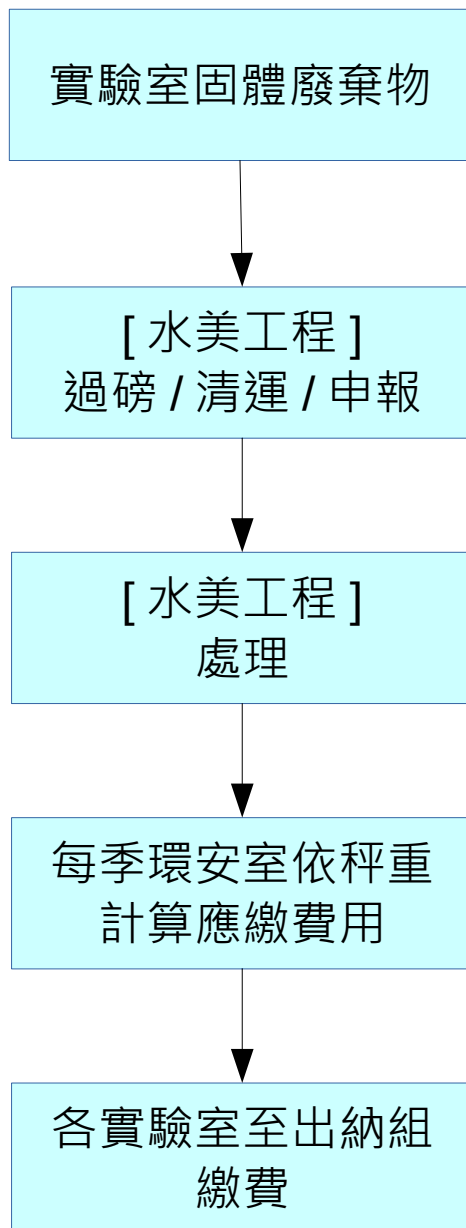 實驗室固體廢棄物
[ 水美工程 ]
過磅 / 清運 / 申報
[ 水美工程 ]
處理
每季環安室依秤重
計算應繳費用
各實驗室至出納組
繳費